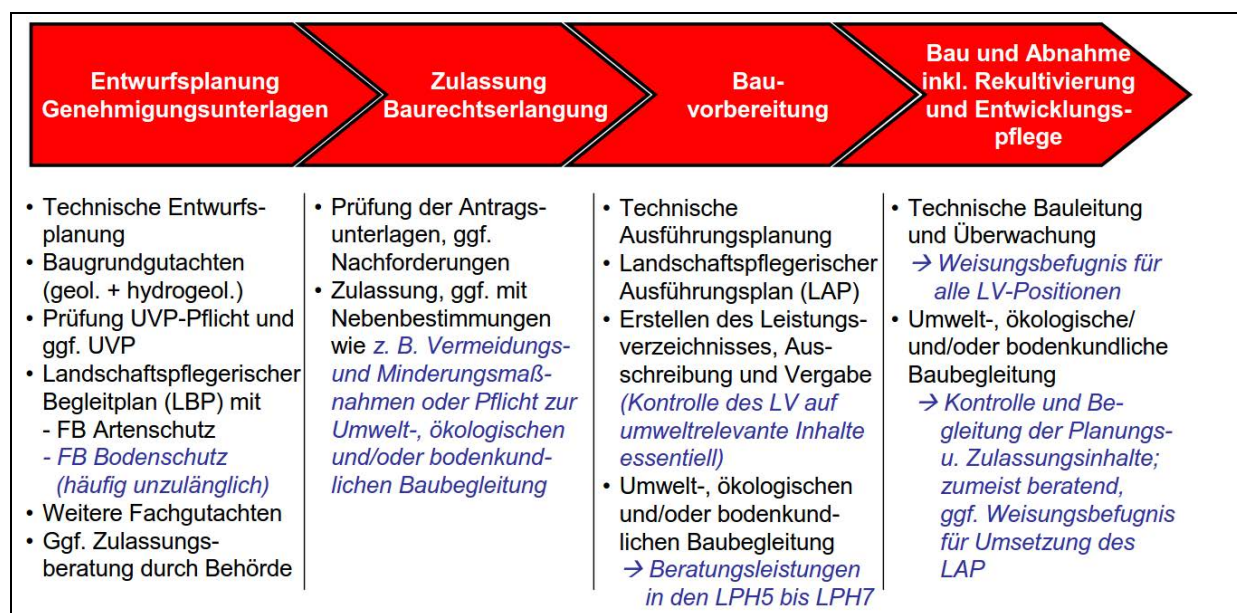 Entwurfsplanung
Genehmigungsunterlagen
Zulassung
Baurechtserlangung
Bau-
vorbereitung
Bau und Abnahme
inkl. Rekultivierung
und Entwicklungs-
pflege
• Technische Entwurfs-
planung
• Baugrundgutachten
(geol. + hydrogeol.)
• Prüfung UVP-Pflicht und
ggf. UVP
• Landschaftspflegerischer
Begleitplan (LBP) mit
- FB Artenschutz
- FB Bodenschutz
(häufig unzulänglich)
• Weitere Fachgutachten
• Ggf. Zulassungs-
beratung durch Behörde
• Prüfung der Antrags-
unterlagen, ggf.
Nachforderungen
• Zulassung, ggf. mit
Nebenbestimmungen
wie z. B. Vermeidungs-
und Minderungsmaß-
nahmen oder Pflicht zur
Umwelt-, ökologischen
und/oder bodenkund-
lichen Baubegleitung
• Technische
Ausführungsplanung
• Landschaftspflegerischer
Ausführungsplan (LAP)
• Erstellen des Leistungs-
verzeichnisses, Aus-
schreibung und Vergabe
(Kontrolle des LV auf
umweltrelevante Inhalte
essentiell)
• Umwelt-, ökologischen
und/oder bodenkund-
lichen Baubegleitung
→ Beratungsleistungen
in den LPH5 bis LPH7
• Technische Bauleitung
und Überwachung
→ Weisungsbefugnis für
alle LV-Positionen
• Umwelt-, ökologische/
und/oder bodenkundliche
Baubegleitung
→ Kontrolle und Be-
gleitung der Planungs-
u. Zulassungsinhalte;
zumeist beratend,
ggf. Weisungsbefugnis
für Umsetzung des
LAP